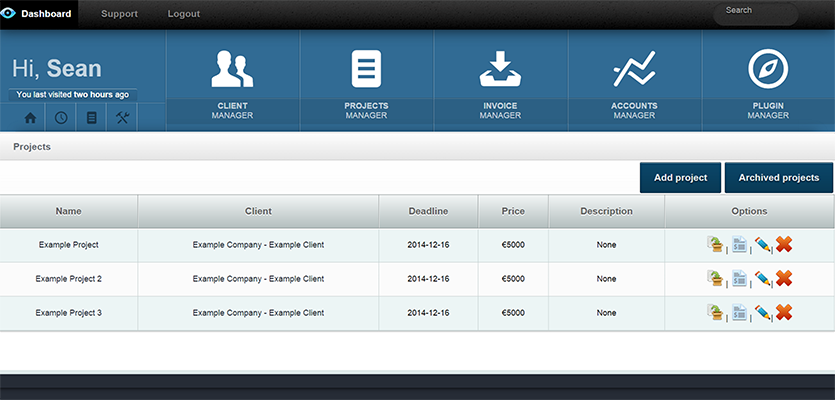 Dashboard Support Logout Search
Hi, Sean
You last visited two hours ago
CLIENT MANAGER
PROJECTS MANAGER
INVOICE MANAGER
ACCOUNTS MANAGER
PLUGIN MANAGER
Projects
Add project Archived projects
Name Client Deadline Price Description Options
Example Project Example Company - Example Client 2014-12-16 €5000 None | | |
Example Project 2 Example Company - Example Client 2014-12-16 €5000 None | | |
Example Project 3 Example Company - Example Client 2014-12-16 €5000 None | | |